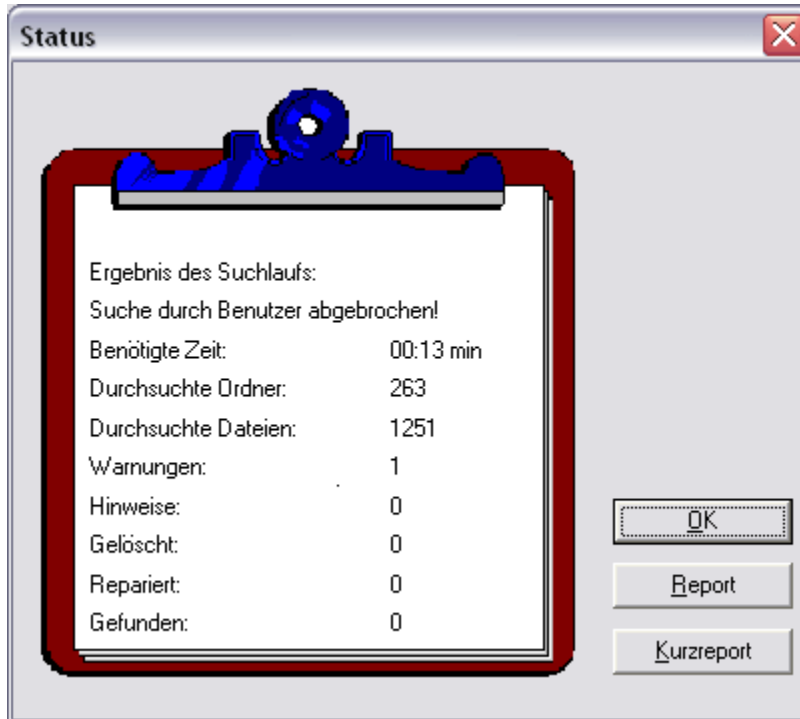 Status
Ergebnis des Suchlaufs:
Suche durch Benutzer abgebrochen!
Benötigte Zeit: 00:13 min
Durchsuchte Ordner: 263
Durchsuchte Dateien: 1251
Warnungen: 1
Hinweise: 0
Gelöscht: 0
Repariert: 0
Gefunden: 0
OK
Report
Kurzreport